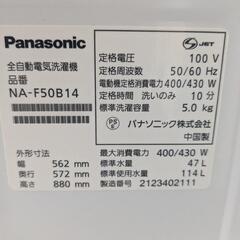 Panasonic
全自動電気洗濯機
品番
NA-F50B14
外形寸法
幅 562 mm
奥行 572 mm
高さ 880 mm
JET
定格電圧 100 V
定格周波数 50/60 Hz
電動機定格消費電力 400/430 W
定格時間 洗いのみ 10 分
標準洗濯容量 5.0 kg
PS E
パナソニック株式会社
中国製
最大消費電力 400/430 W
標準水量 47 L
標準使用水量 114 L
製造番号 2123402111